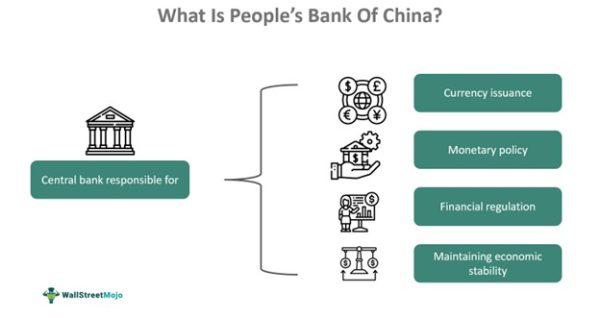 What Is People’s Bank Of China?
Central bank responsible for
$ £
€ ¥
Currency issuance
$
Monetary policy
$
Financial regulation
$ $
Maintaining economic
stability
WallStreetMojo